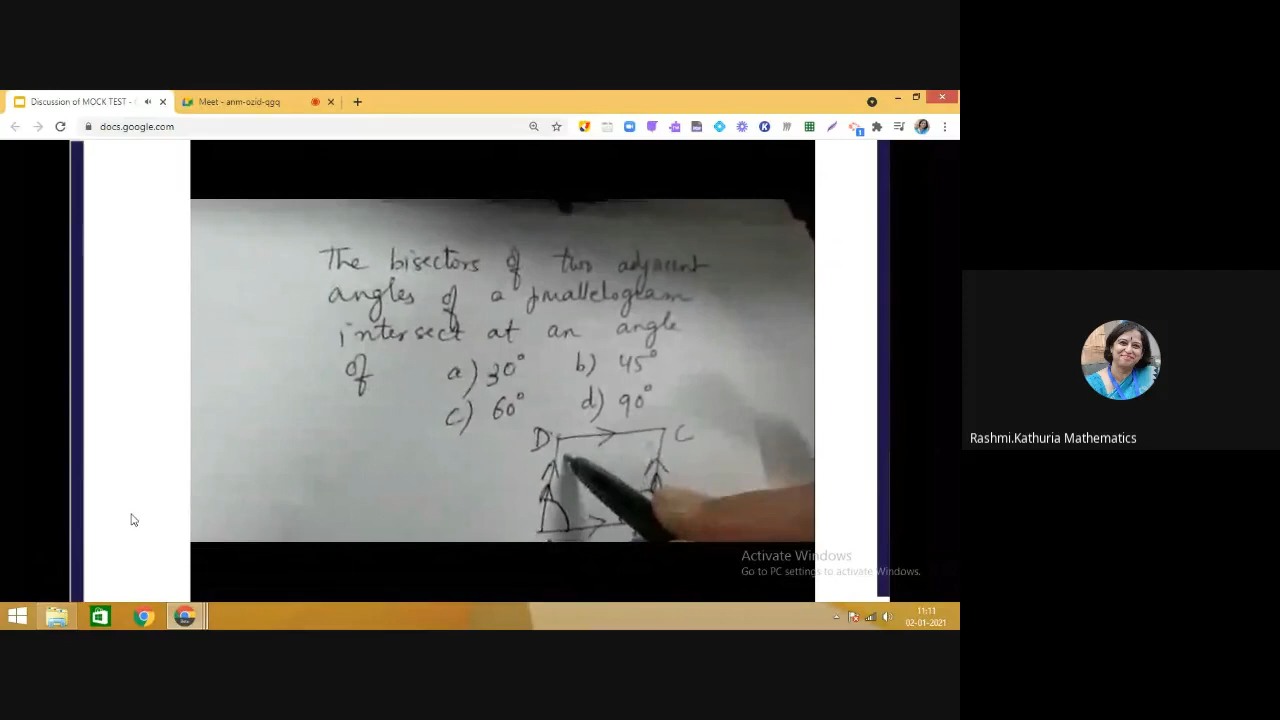 Discussion of MOCK TEST -
Meet - anm-ozid-qgq
docs.google.com
The bisectors of two adjacent
angles of a prallelogram
intersect at an angle
of a) 30° b) 45°
c) 60° d) 90°
D C
Rashmi.Kathuria Mathematics
Activate Windows
Go to PC settings to activate Windows.
11:11
02-01-2021